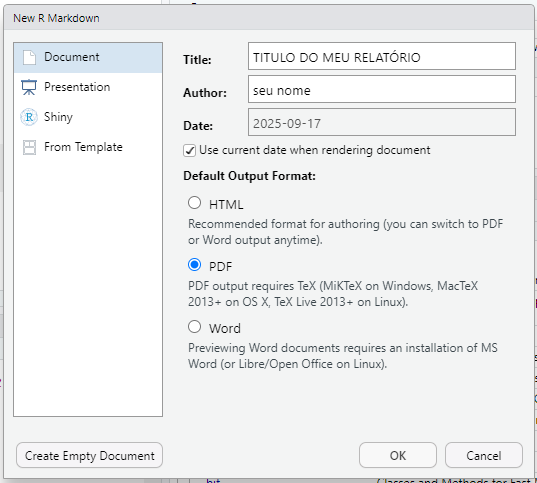 New R Markdown
Document
Presentation
Shiny
From Template
Title:
TITULO DO MEU RELATÓRIO
Author:
seu nome
Date:
2025-09-17
Use current date when rendering document
Default Output Format:
HTML
Recommended format for authoring (you can switch to PDF
or Word output anytime).
PDF
PDF output requires TeX (MiKTeX on Windows, MacTeX
2013+ on OS X, TeX Live 2013+ on Linux).
Word
Previewing Word documents requires an installation of MS
Word (or Libre/Open Office on Linux).
Create Empty Document
OK
Cancel